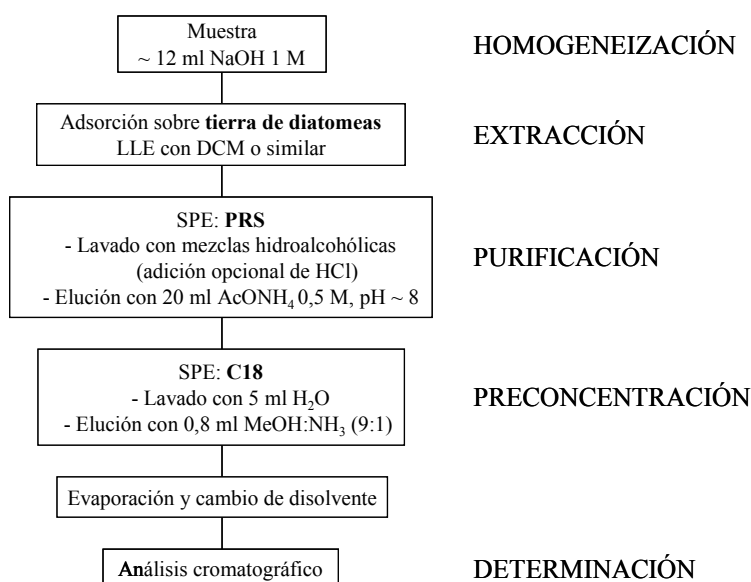 Muestra
~ 12 ml NaOH 1 M
HOMOGENEIZACIÓN
Adsorción sobre tierra de diatomeas
LLE con DCM o similar
EXTRACCIÓN
SPE: PRS
- Lavado con mezclas hidroalcohólicas
(adición opcional de HCl)
- Elución con 20 ml AcONH₄ 0,5 M, pH ~ 8
PURIFICACIÓN
SPE: C18
- Lavado con 5 ml H₂O
- Elución con 0,8 ml MeOH:NH₃ (9:1)
PRECONCENTRACIÓN
Evaporación y cambio de disolvente
Análisis cromatográfico
DETERMINACIÓN